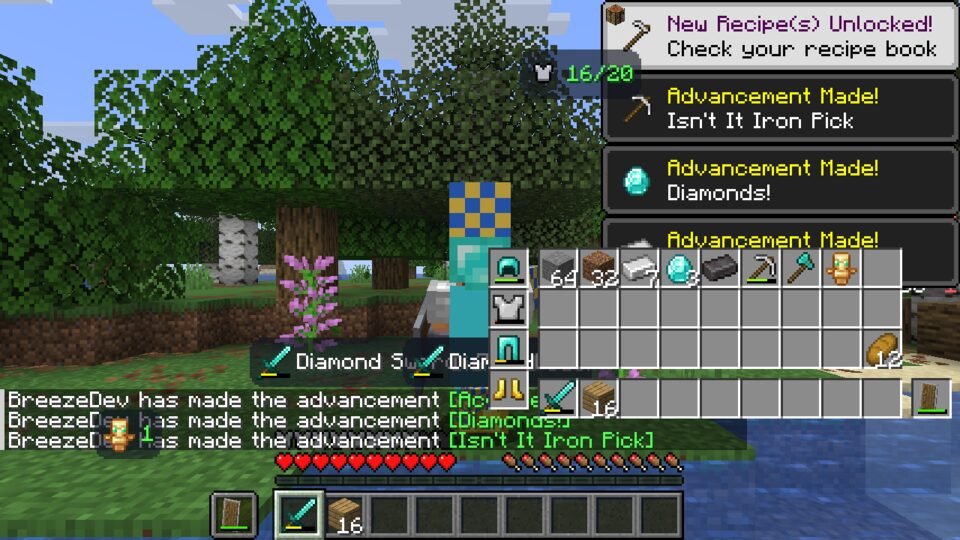 New Recipe(s) Unlocked!
Check your recipe book
16/20
Advancement Made!
Isn't It Iron Pick
Advancement Made!
Diamonds!
Advancement Made!
64
32
7
3
12
16
Diamond
BreezeDev has made the advancement
BreezeDev has made the advancement [Diamonds!]
has made the advancement [Isn't It Iron Pick]
1
16